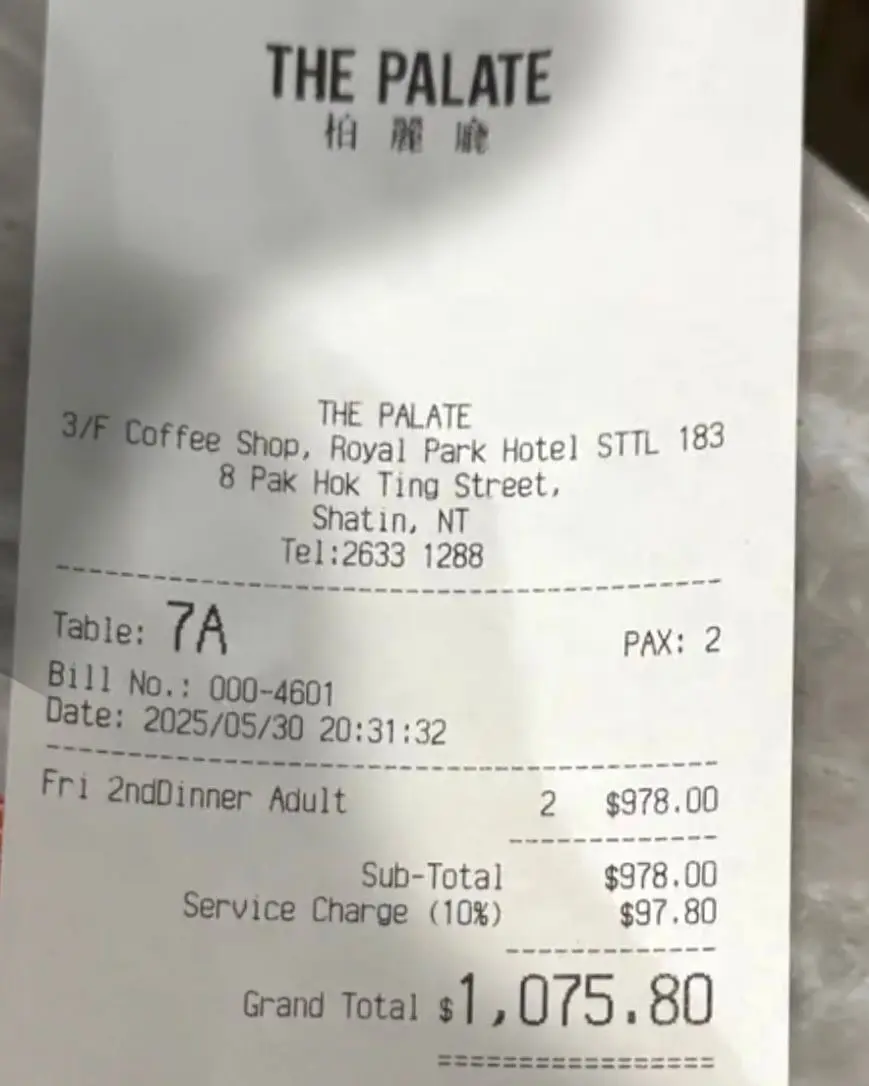 THE PALATE
柏麗廳
THE PALATE
3/F Coffee Shop, Royal Park Hotel STTL 183
8 Pak Hok Ting Street,
Shatin, NT
Tel:2633 1288
Table: 7A PAX: 2
Bill No.: 000-4601
Date: 2025/05/30 20:31:32
Fri 2ndDinner Adult 2 $978.00
Sub-Total $978.00
Service Charge (10%) $97.80
Grand Total $1,075.80